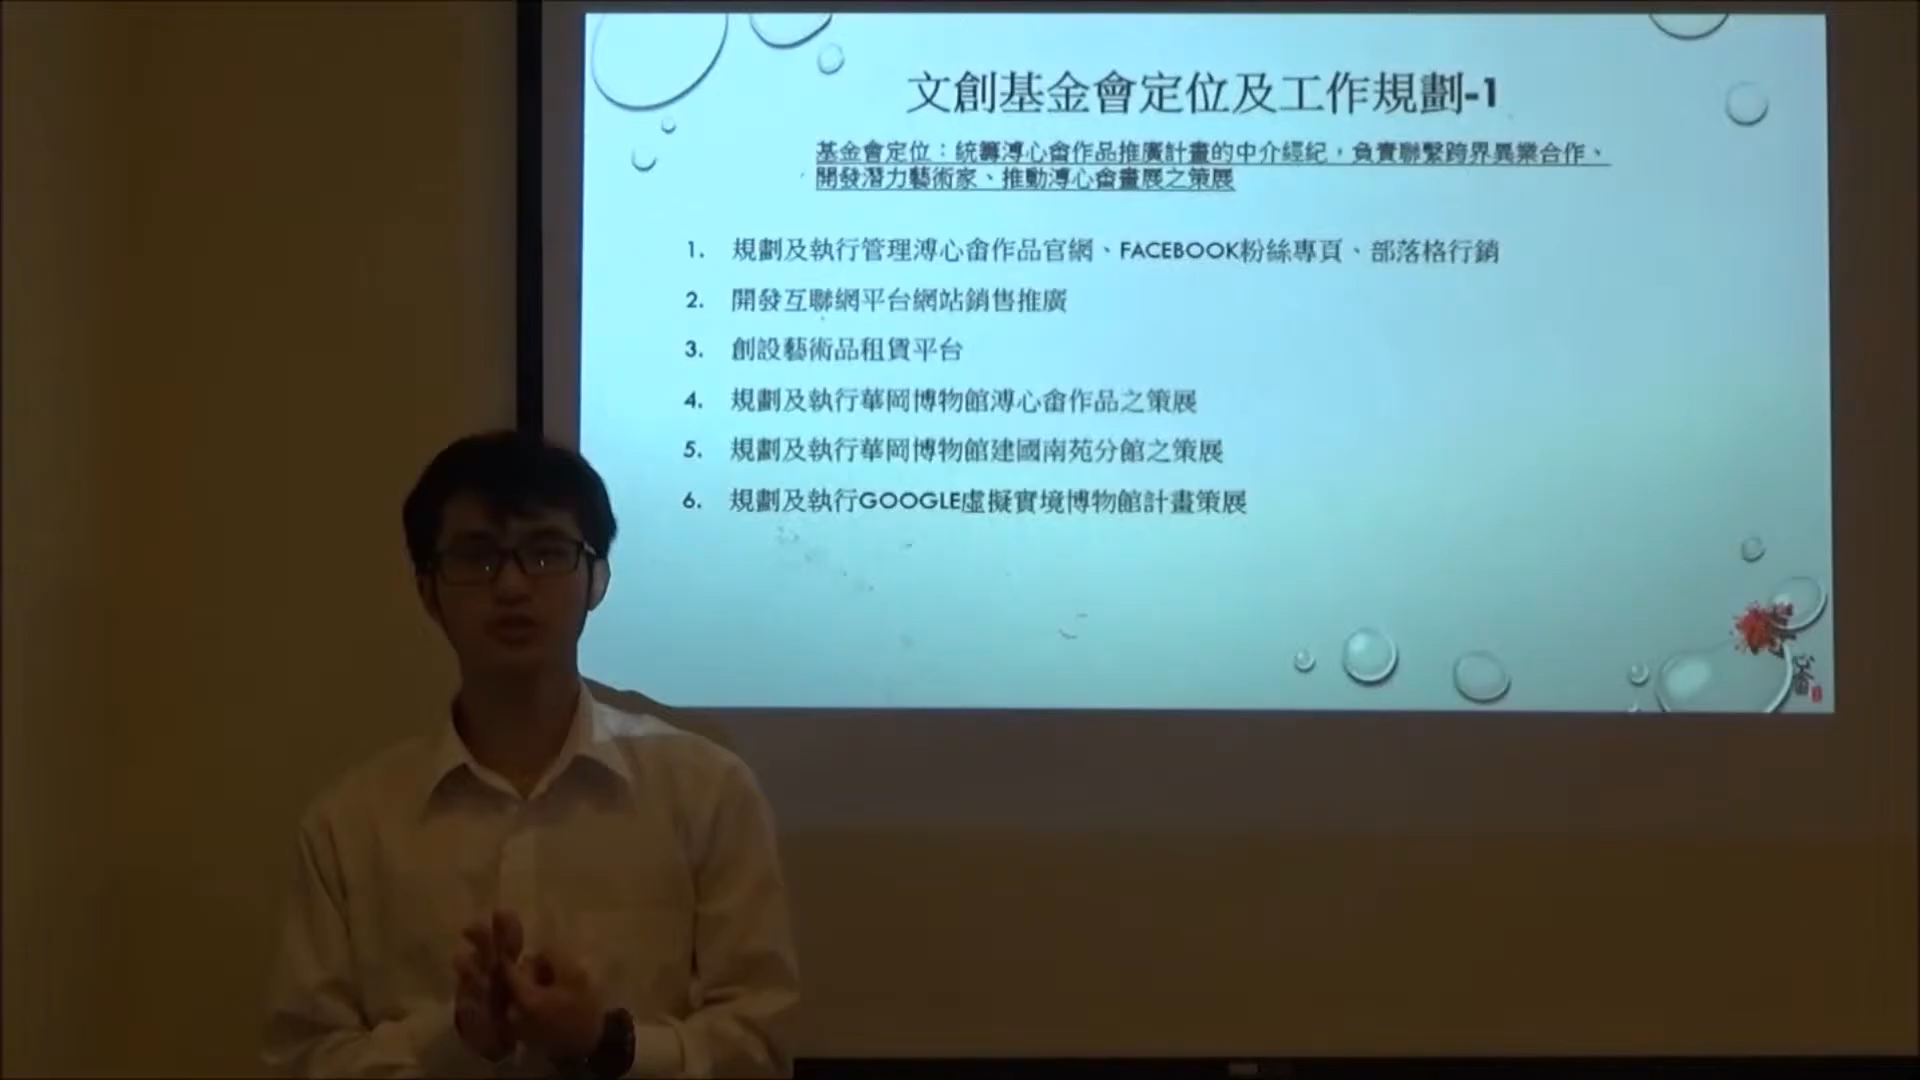 文創基金會定位及工作規劃-1
基金會定位：統籌溥心畬作品推廣計畫的中介經紀，負責聯繫跨界異業合作、
開發潛力藝術家、推動溥心畬畫展之策展
1. 規劃及執行管理溥心畬作品官網、FACEBOOK粉絲專頁、部落格行銷
2. 開發互聯網平台網站銷售推廣
3. 創設藝術品租賃平台
4. 規劃及執行華岡博物館溥心畬作品之策展
5. 規劃及執行華岡博物館建國南苑分館之策展
6. 規劃及執行GOOGLE虛擬實境博物館計畫策展
心畬